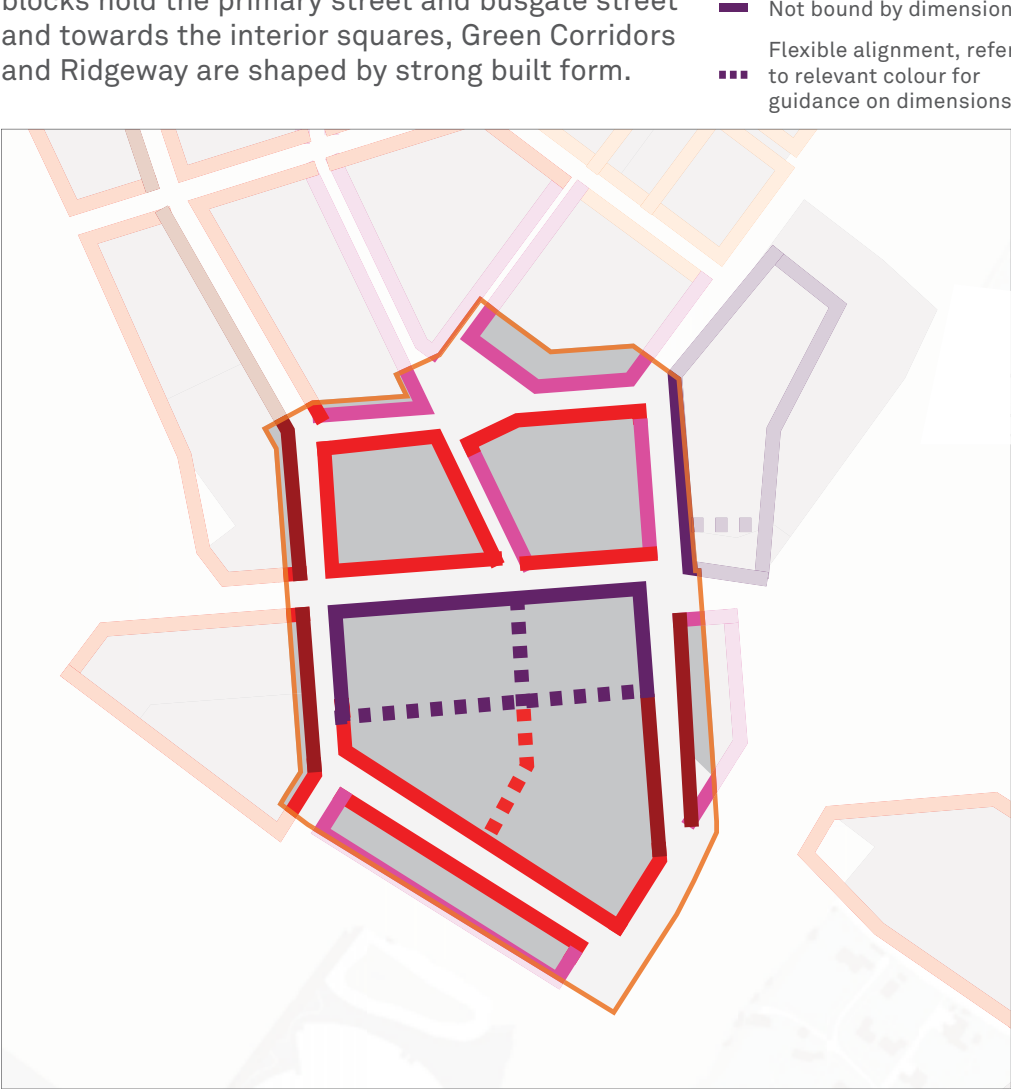 blocks hold the primary street and busgate street
and towards the interior squares, Green Corridors
and Ridgeway are shaped by strong built form.
Not bound by dimension
Flexible alignment, refer
to relevant colour for
guidance on dimensions